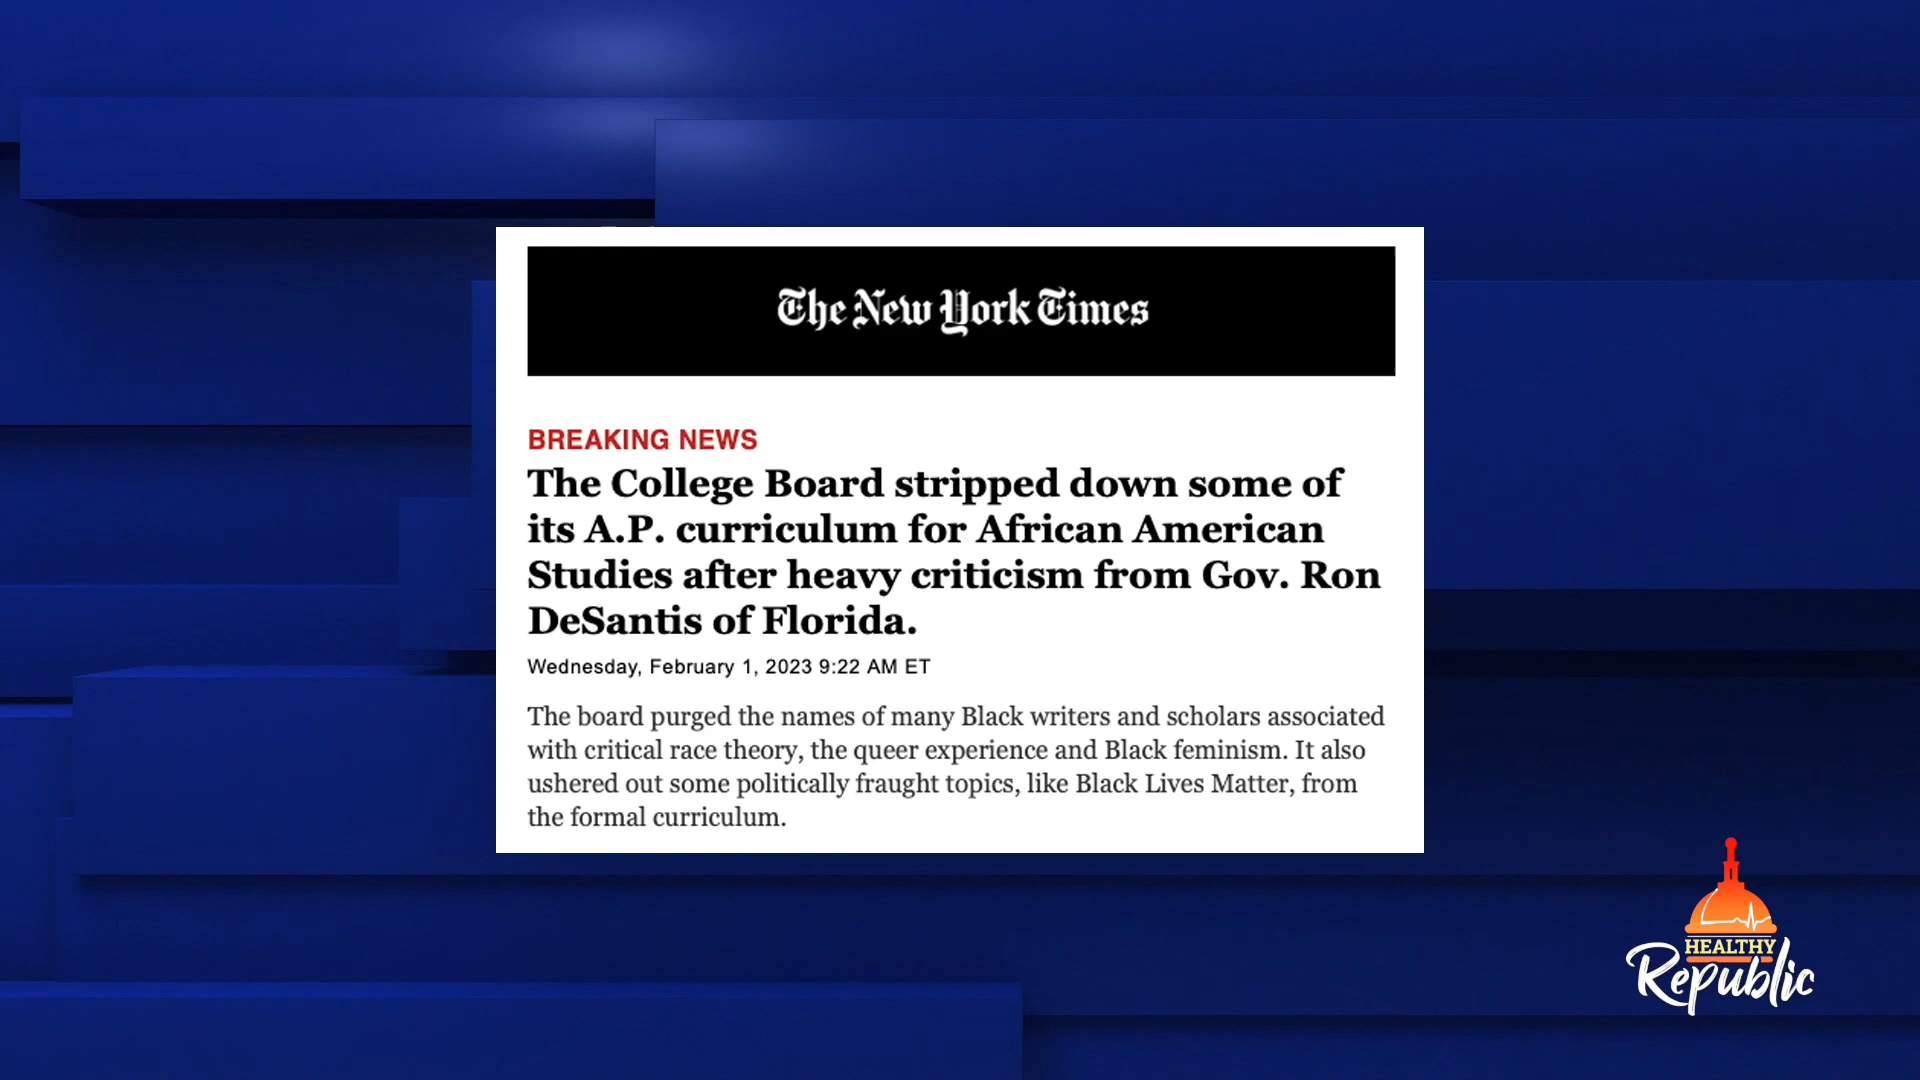 The New York Times
BREAKING NEWS
The College Board stripped down some of
its A.P. curriculum for African American
Studies after heavy criticism from Gov. Ron
DeSantis of Florida.
Wednesday, February 1, 2023 9:22 AM ET
The board purged the names of many Black writers and scholars associated
with critical race theory, the queer experience and Black feminism. It also
ushered out some politically fraught topics, like Black Lives Matter, from
the formal curriculum.
HEALTHY
Republic